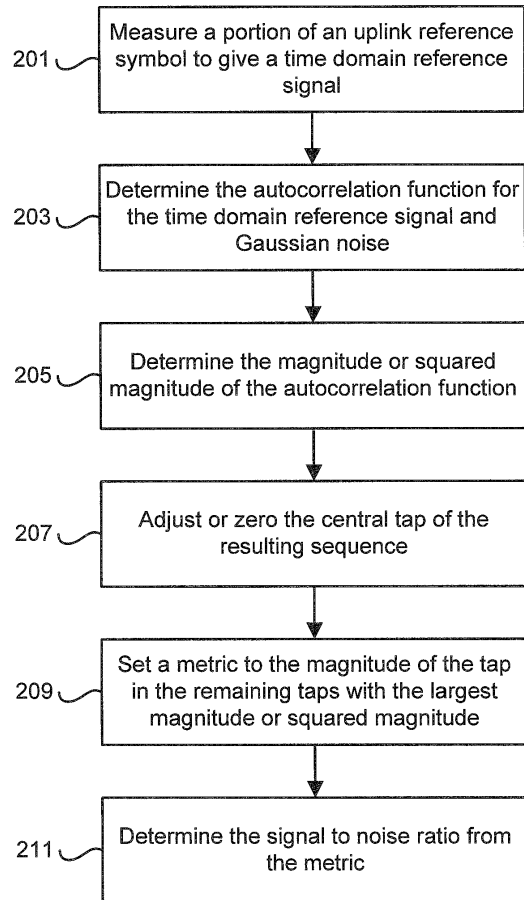 201
Measure a portion of an uplink reference
symbol to give a time domain reference
signal
203
Determine the autocorrelation function for
the time domain reference signal and
Gaussian noise
205
Determine the magnitude or squared
magnitude of the autocorrelation function
207
Adjust or zero the central tap of the
resulting sequence
209
Set a metric to the magnitude of the tap
in the remaining taps with the largest
magnitude or squared magnitude
211
Determine the signal to noise ratio from
the metric